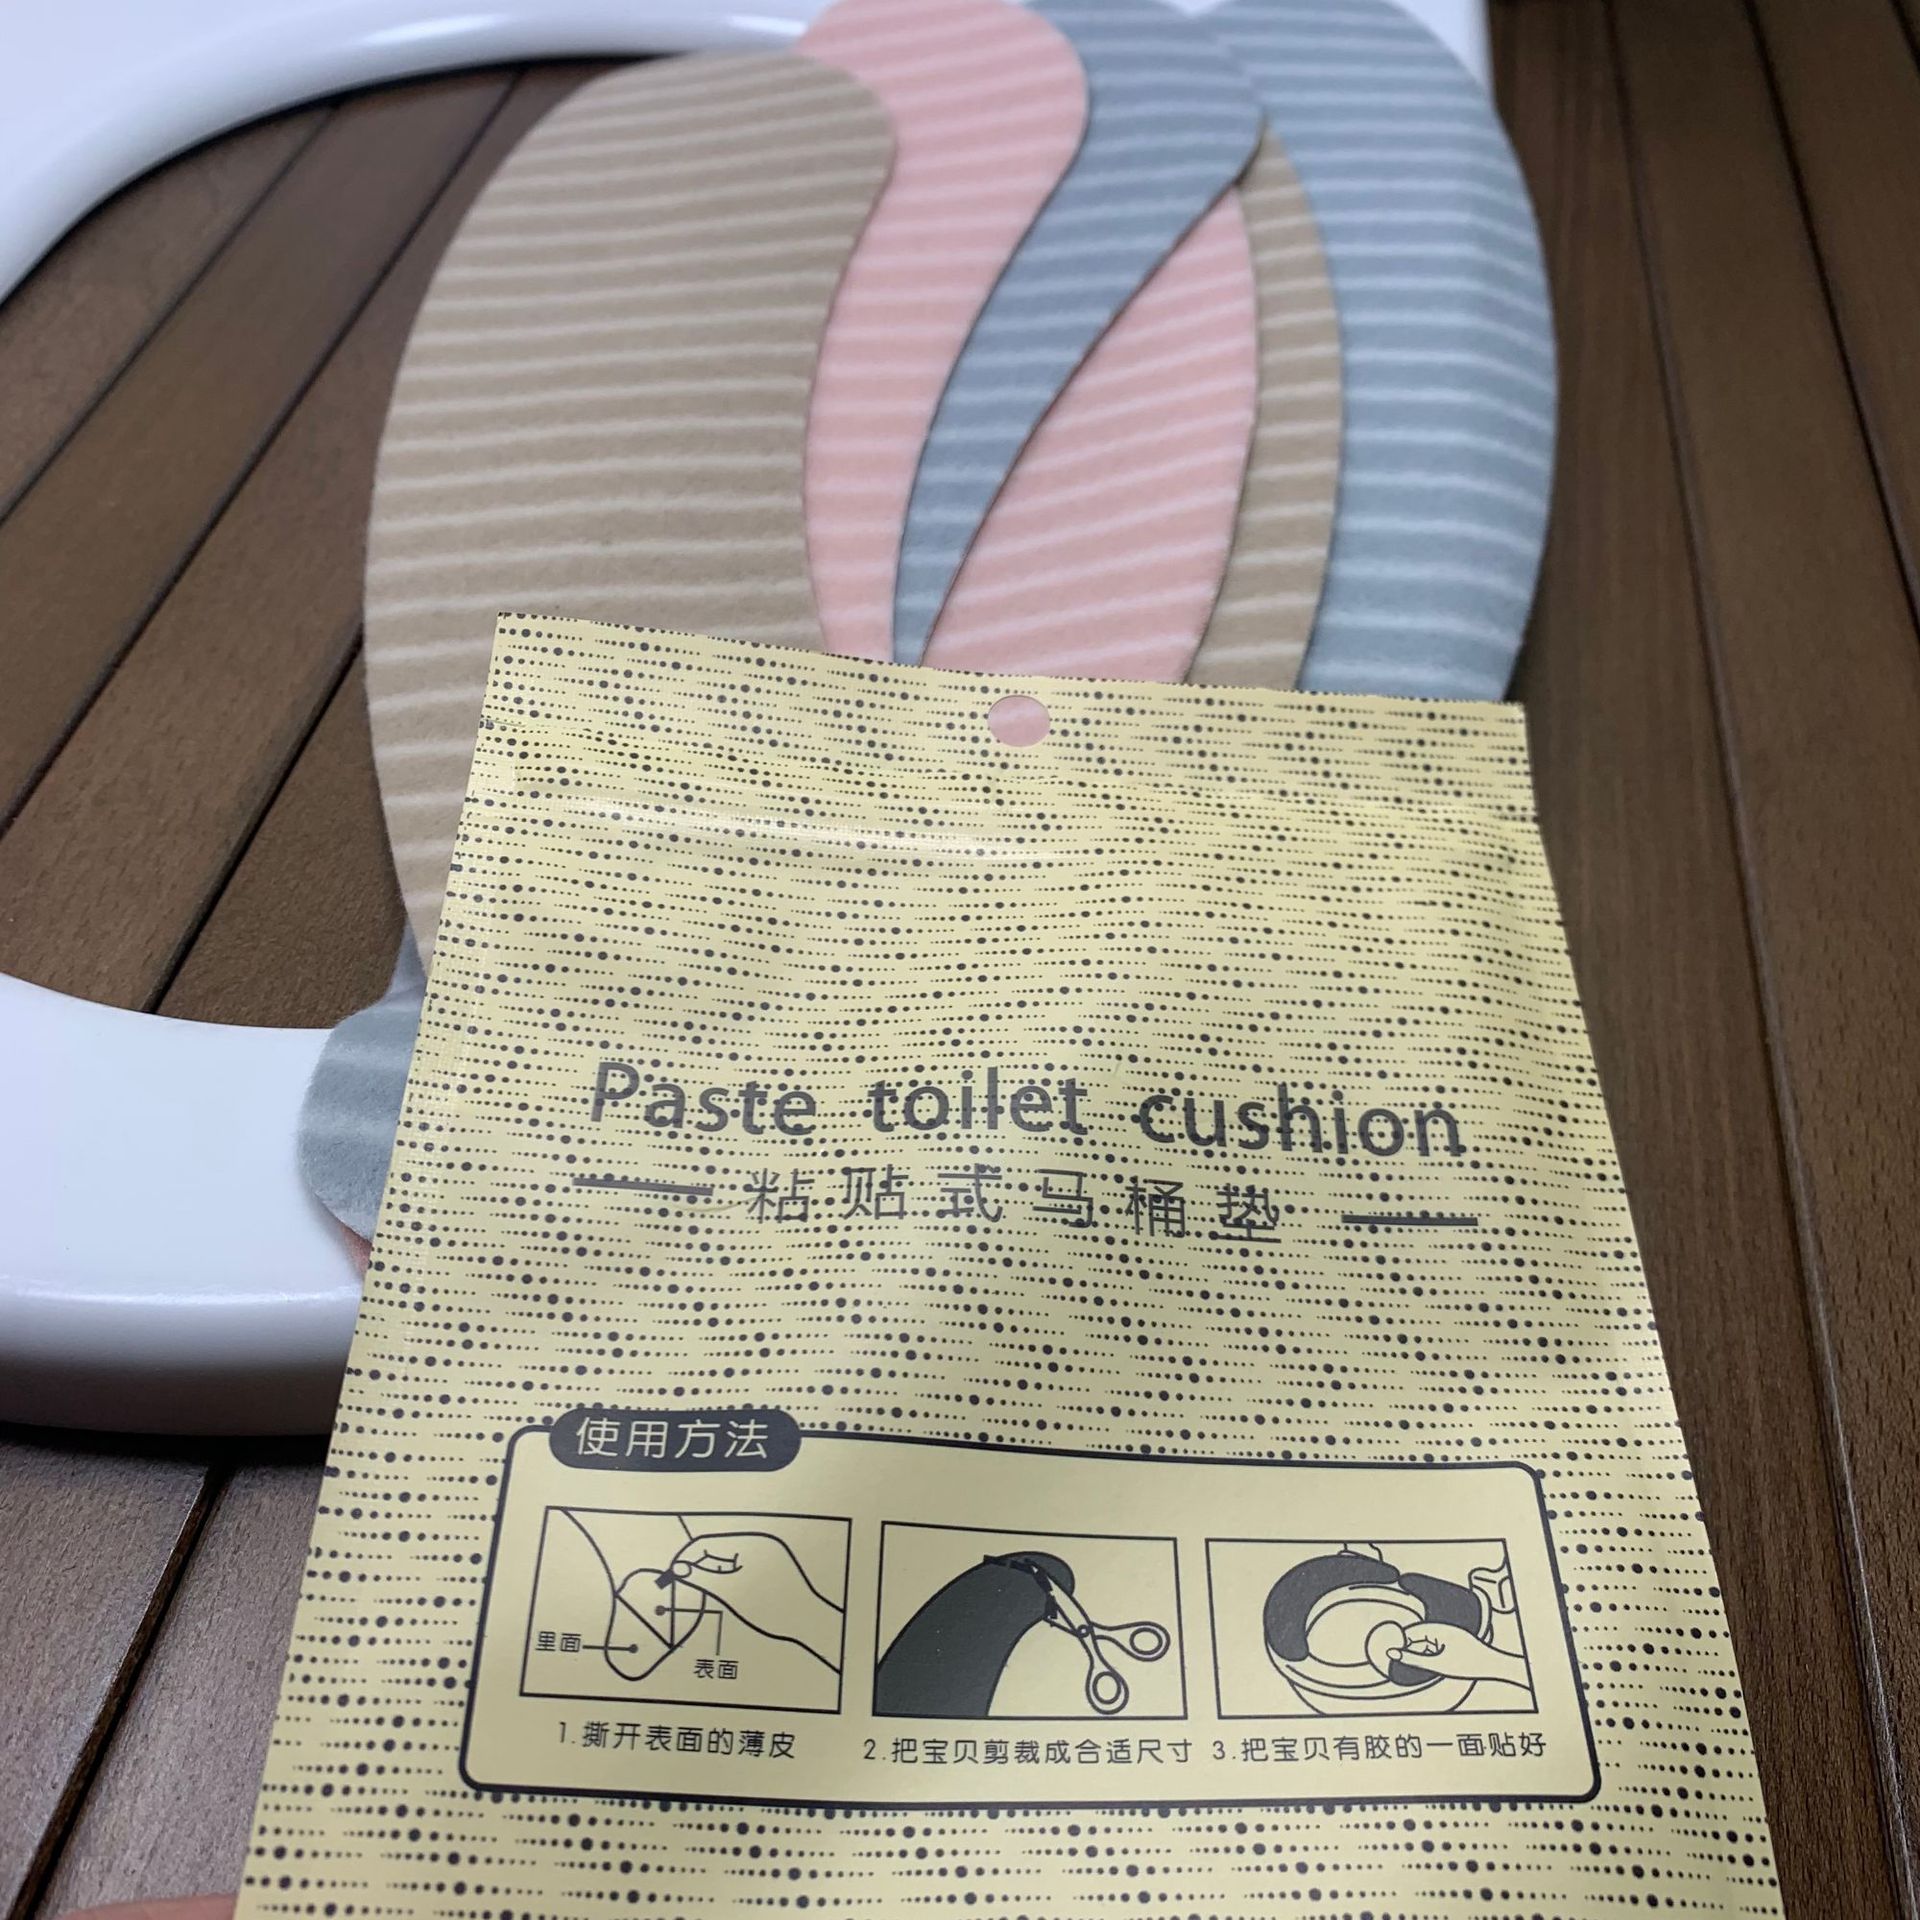 Paste toilet cushion
粘贴式马桶垫
使用方法
里面
表面
1.撕开表面的薄皮
2.把宝贝剪裁成合适尺寸
3.把宝贝有胶的一面贴好